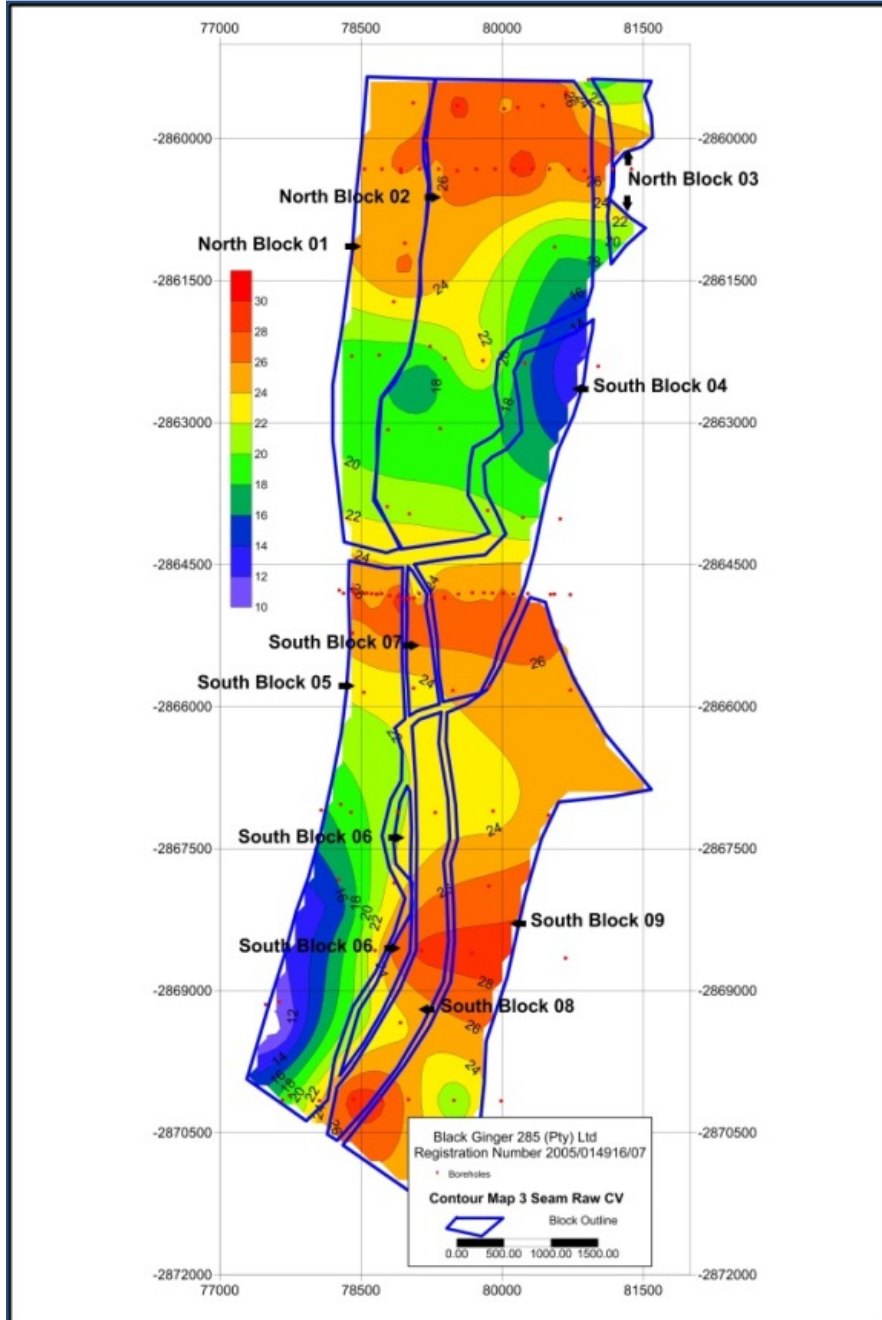 77000 78500 80000 81500
-2860000
North Block 03
North Block 02
North Block 01
-2861500
30
28
26
24
22
20
18
16
14
12
10
South Block 04
-2863000
-2864500
South Block 07
South Block 05
-2866000
South Block 06
-2867500
South Block 09
South Block 06
-2869000
South Block 08
-2870500
Black Ginger 285 (Pty) Ltd
Registration Number 2005/014916/07
Boreholes
Contour Map 3 Seam Raw CV
Block Outline
0.00 500.00 1000.00 1500.00
-2872000
77000 78500 80000 81500